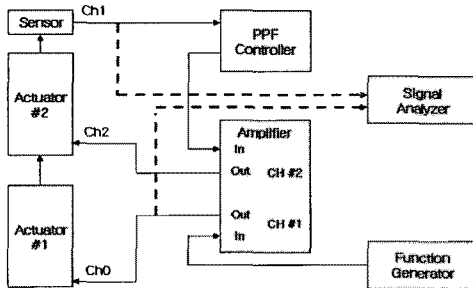 Sensor
Ch1
PPF
Controller
Actuator
#2
Signal
Analyzer
Ch2
Amplifier
In
Out
CH #2
Out
CH #1
In
Actuator
#1
Ch0
Function
Generator